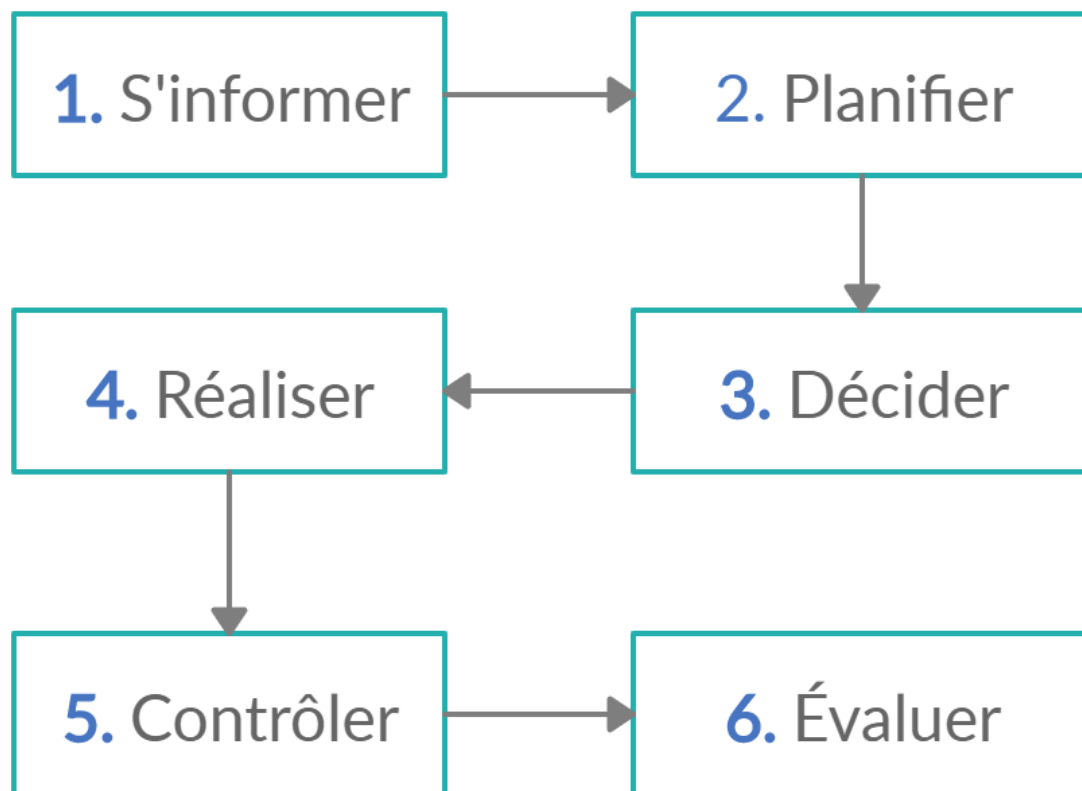 1. S'informer
2. Planifier
3. Décider
4. Réaliser
5. Contrôler
6. Évaluer